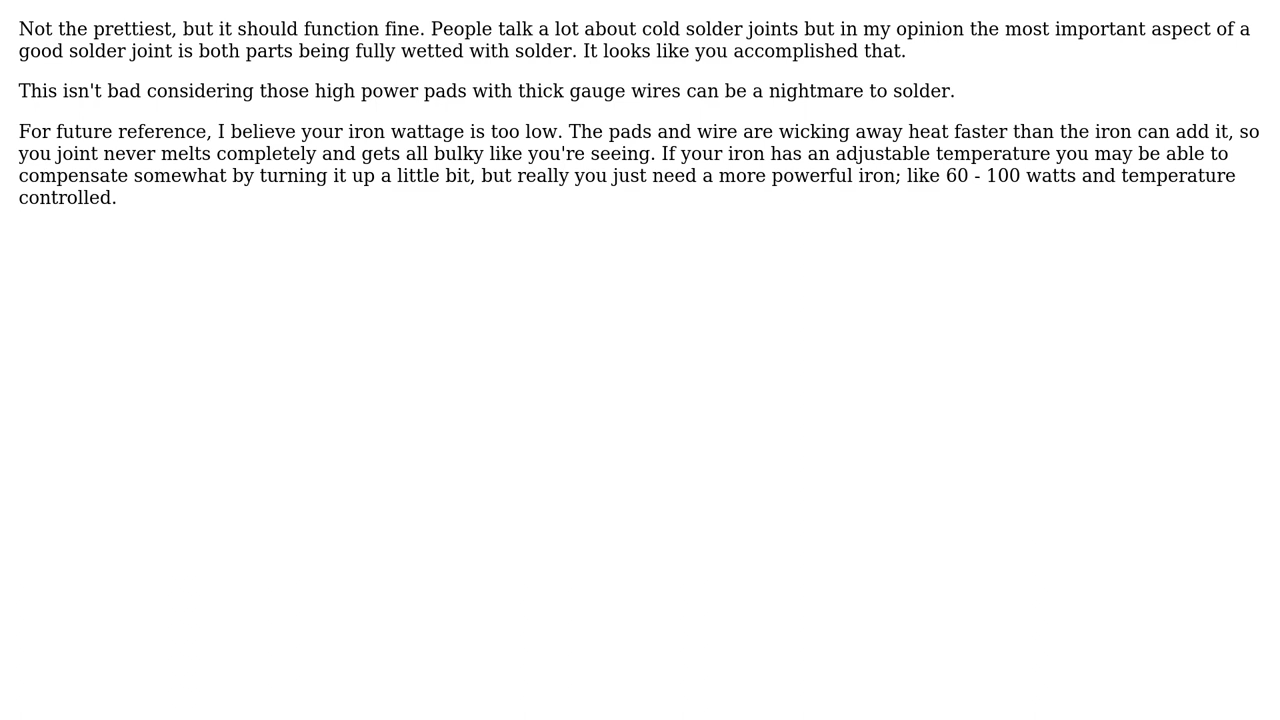 Not the prettiest, but it should function fine. People talk a lot about cold solder joints but in my opinion the most important aspect of a
good solder joint is both parts being fully wetted with solder. It looks like you accomplished that.
This isn't bad considering those high power pads with thick gauge wires can be a nightmare to solder.
For future reference, I believe your iron wattage is too low. The pads and wire are wicking away heat faster than the iron can add it, so
you joint never melts completely and gets all bulky like you're seeing. If your iron has an adjustable temperature you may be able to
compensate somewhat by turning it up a little bit, but really you just need a more powerful iron; like 60 - 100 watts and temperature
controlled.